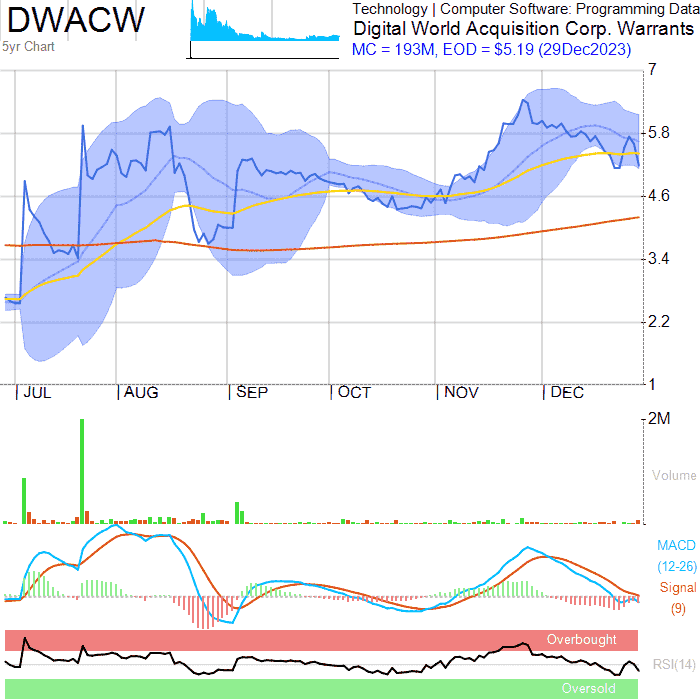 DWACW
5yr Chart
Technology | Computer Software: Programming Data
Digital World Acquisition Corp. Warrants
MC = 193M, EOD = $5.19 (29Dec2023)
7
5.8
4.6
3.4
2.2
1
JUL AUG SEP OCT NOV DEC
2M
Volume
MACD
(12-26)
Signal
(9)
Overbought
RSI(14)
Oversold